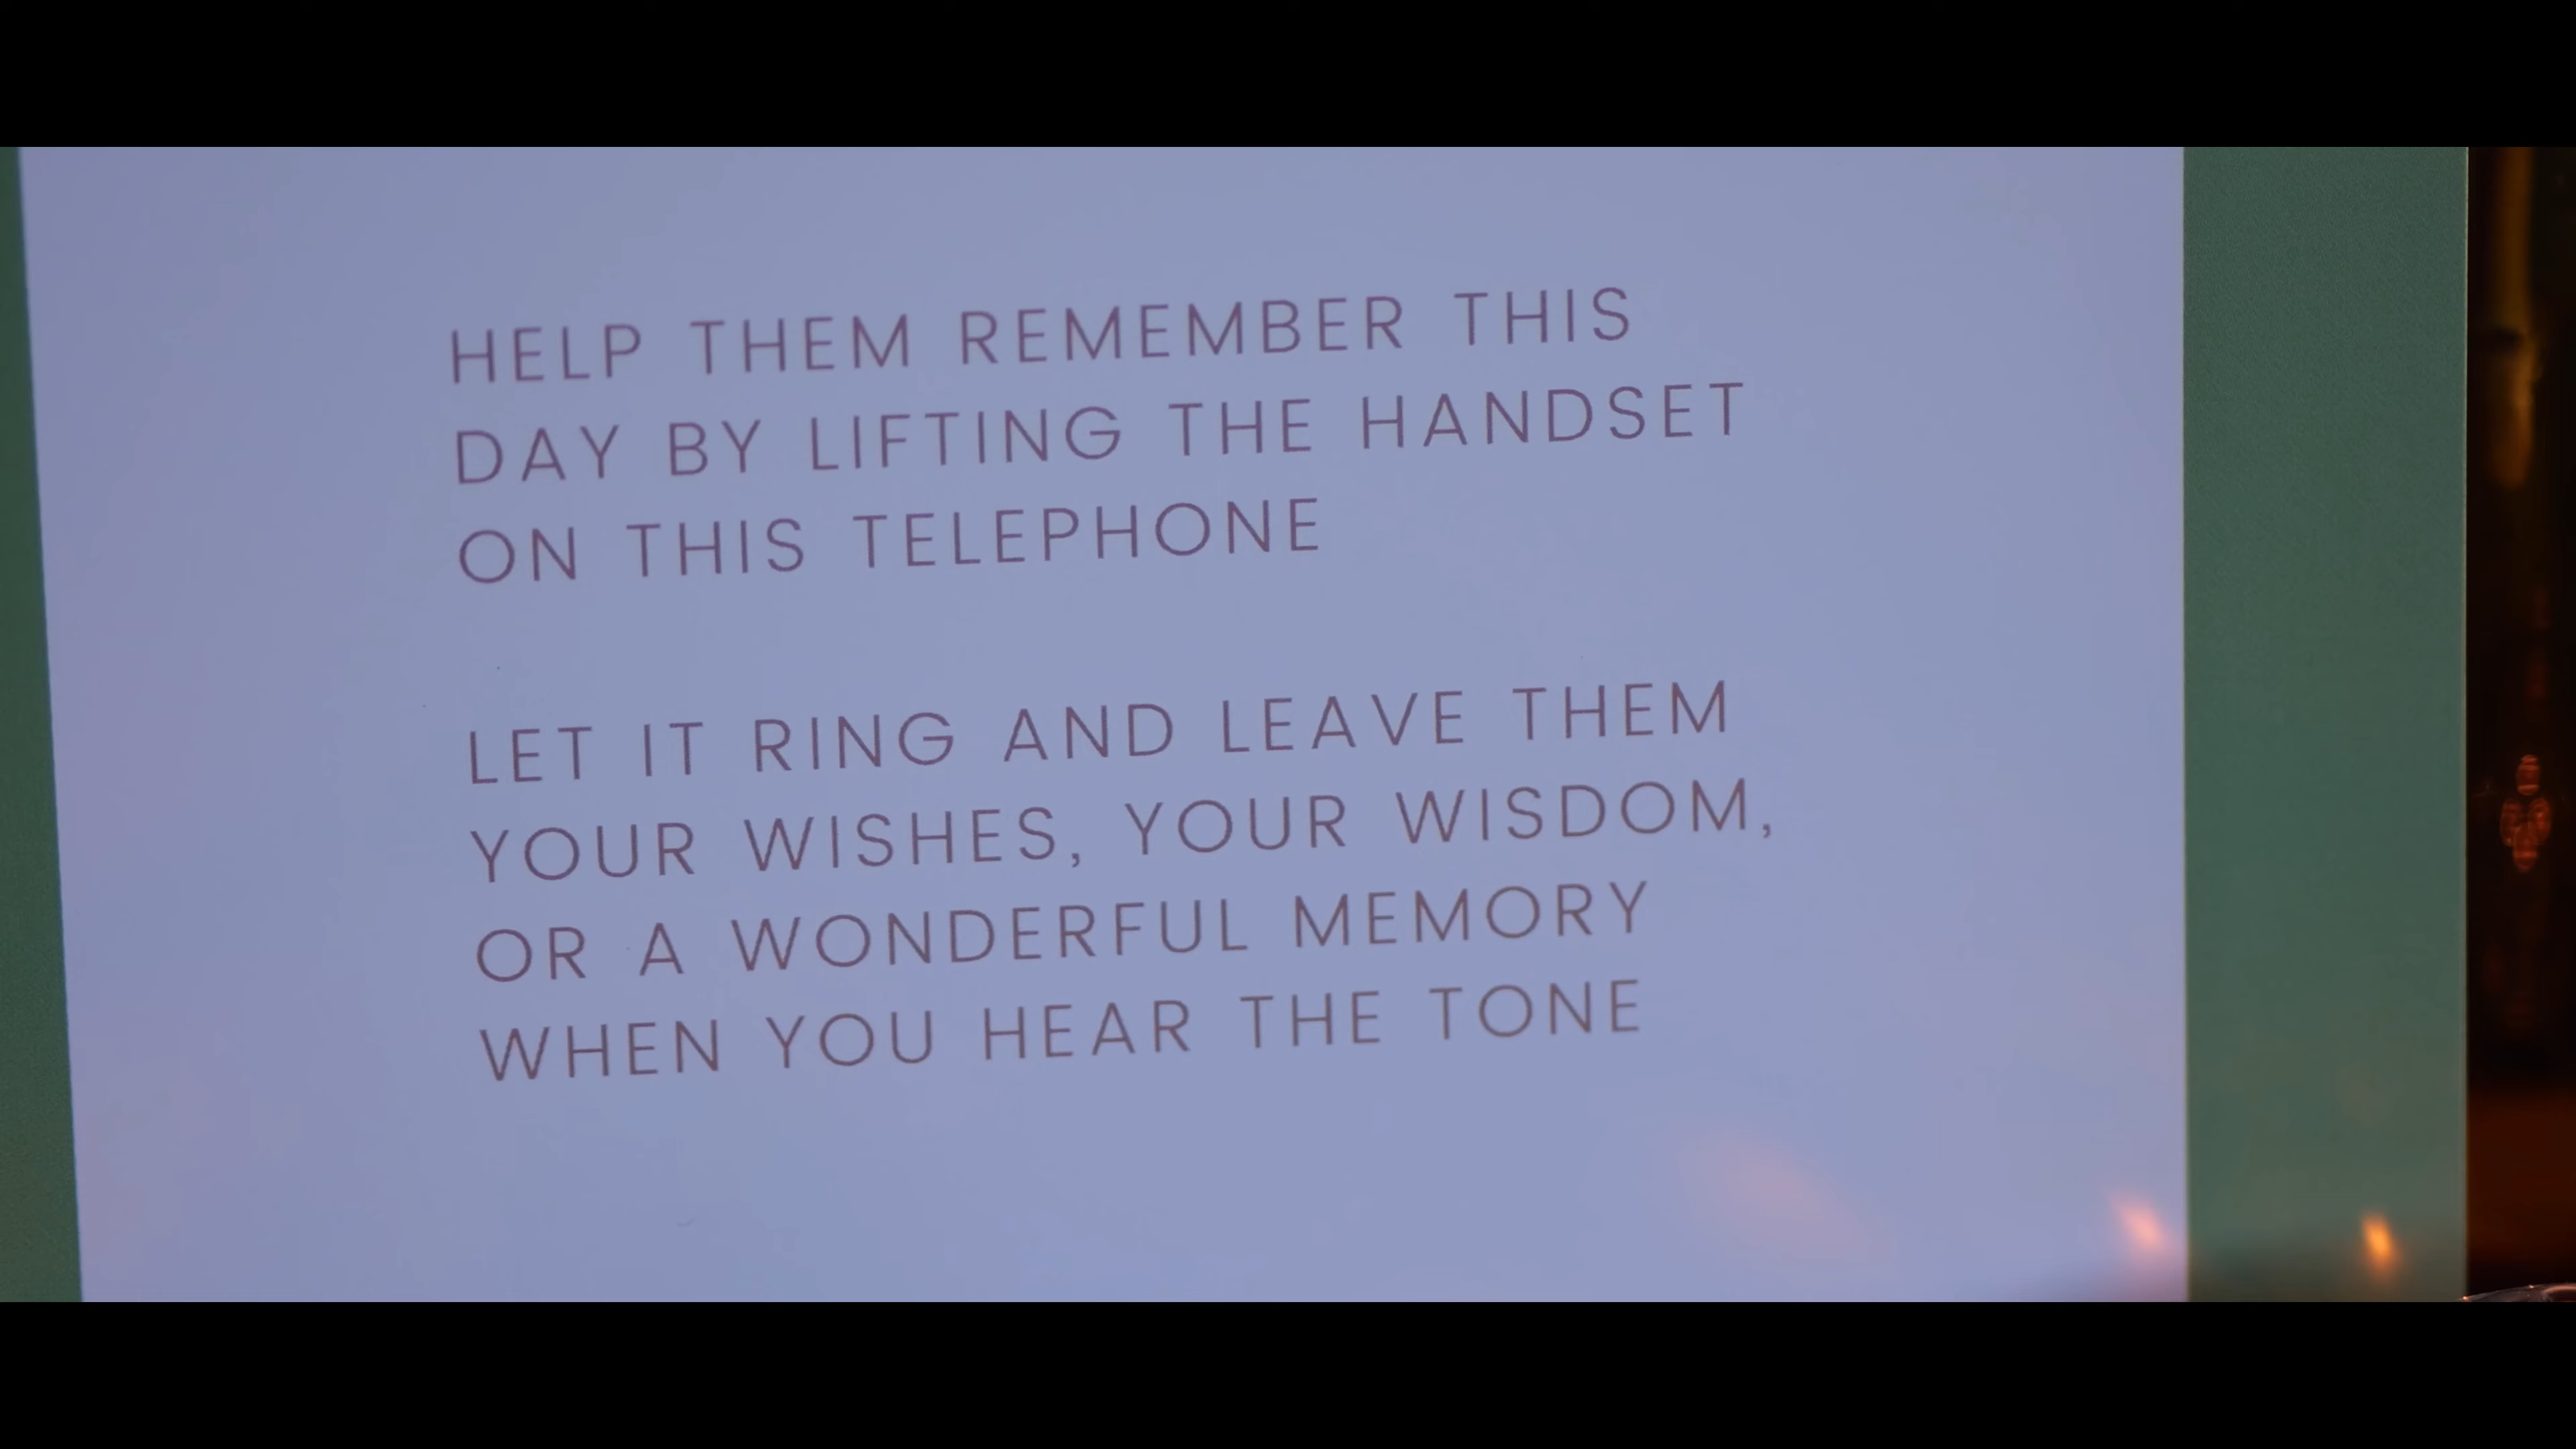 HELP THEM REMEMBER THIS
DAY BY LIFTING THE HANDSET
ON THIS TELEPHONE
LET IT RING AND LEAVE THEM
YOUR WISHES, YOUR WISDOM,
OR A WONDERFUL MEMORY
WHEN YOU HEAR THE TONE